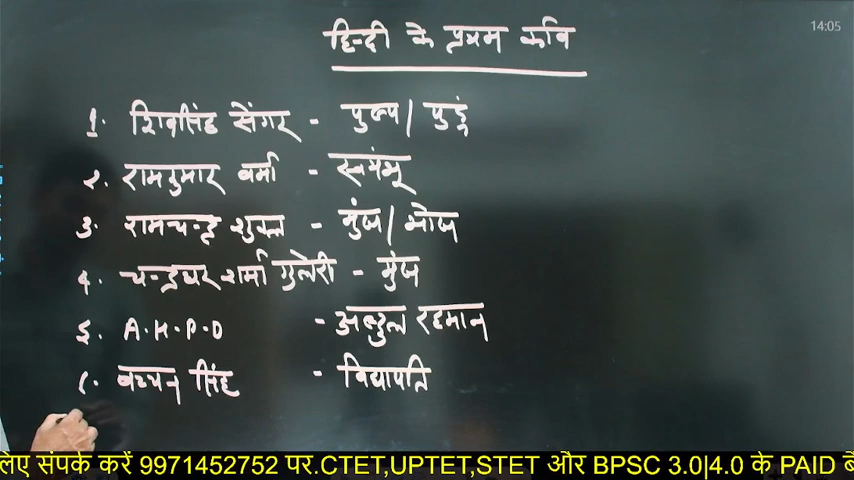 14:05
हिन्दी के प्रथम कवि
1. शिवसिंह सेंगर - पुष्प / पुंड्
२. रामकुमार वर्मा - स्वयंभू
3. रामचन्द्र शुक्ल - मुंज / भोज
4. चन्द्रधर शर्मा गुलेरी - मुंज
5. A.H.P.D - अब्दुल रहमान
6. बच्चन सिंह - विद्यापति
लिए संपर्क करें 9971452752 पर.CTET,UPTET,STET और BPSC 3.0|4.0 के PAID बै